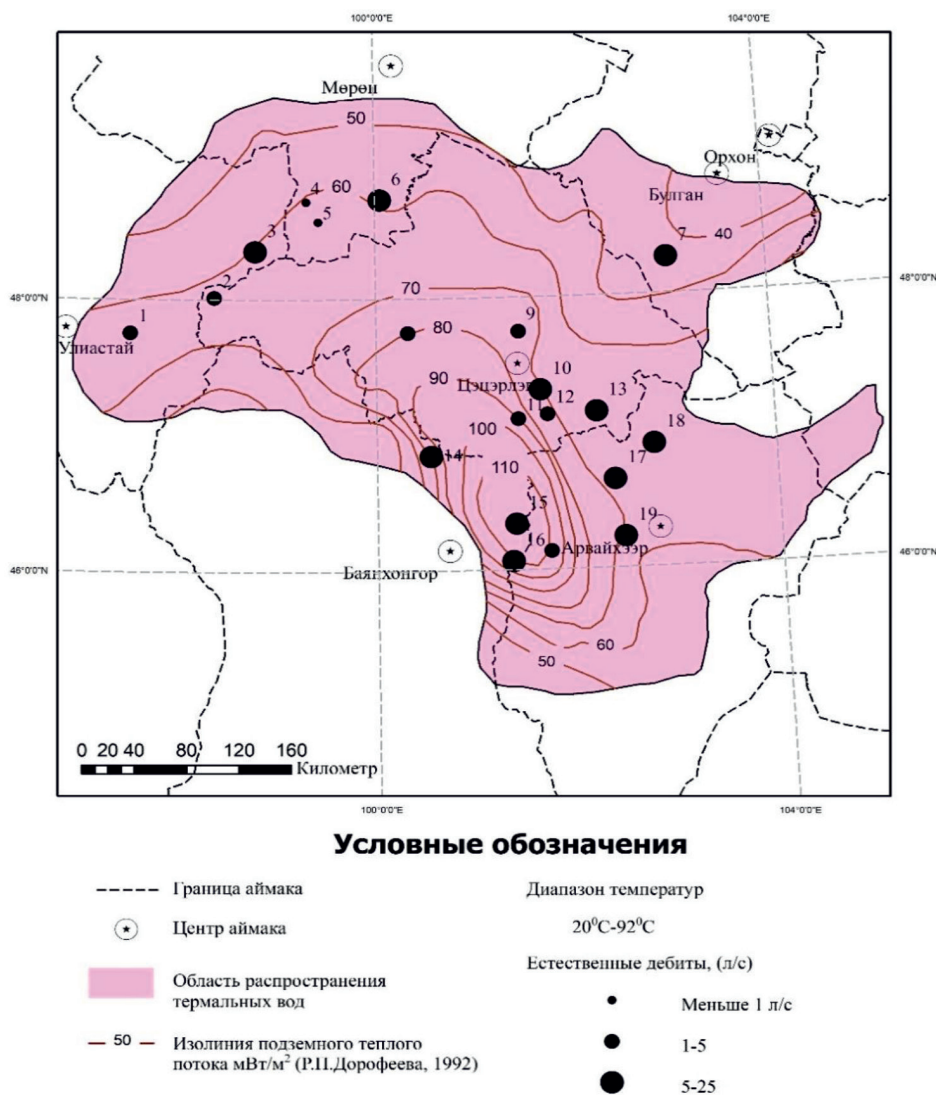 100°0'0"E
104°0'0"E
Мөрөн
50
Орхон
Булган
4
60
6
5
40
3
7
2
48°0'0"N
48°0'0"N
70
1
9
80
Улиастай
10
Цэцэрлэг
90
12
13
11
100
18
17
14
110
15
19
16
Арвайхээр
46°0'0"N
46°0'0"N
Баянхонгор
60
50
0 20 40 80 120 160
Километр
100°0'0"E
104°0'0"E
Условные обозначения
Граница аймака
Центр аймака
Область распространения
термальных вод
50
Изолиния подземного теплого
потока мВт/м² (Р.П.Дорофеева, 1992)
Диапазон температур
20⁰С-92⁰С
Естественные дебиты, (л/с)
Меньше 1 л/с
1-5
5-25